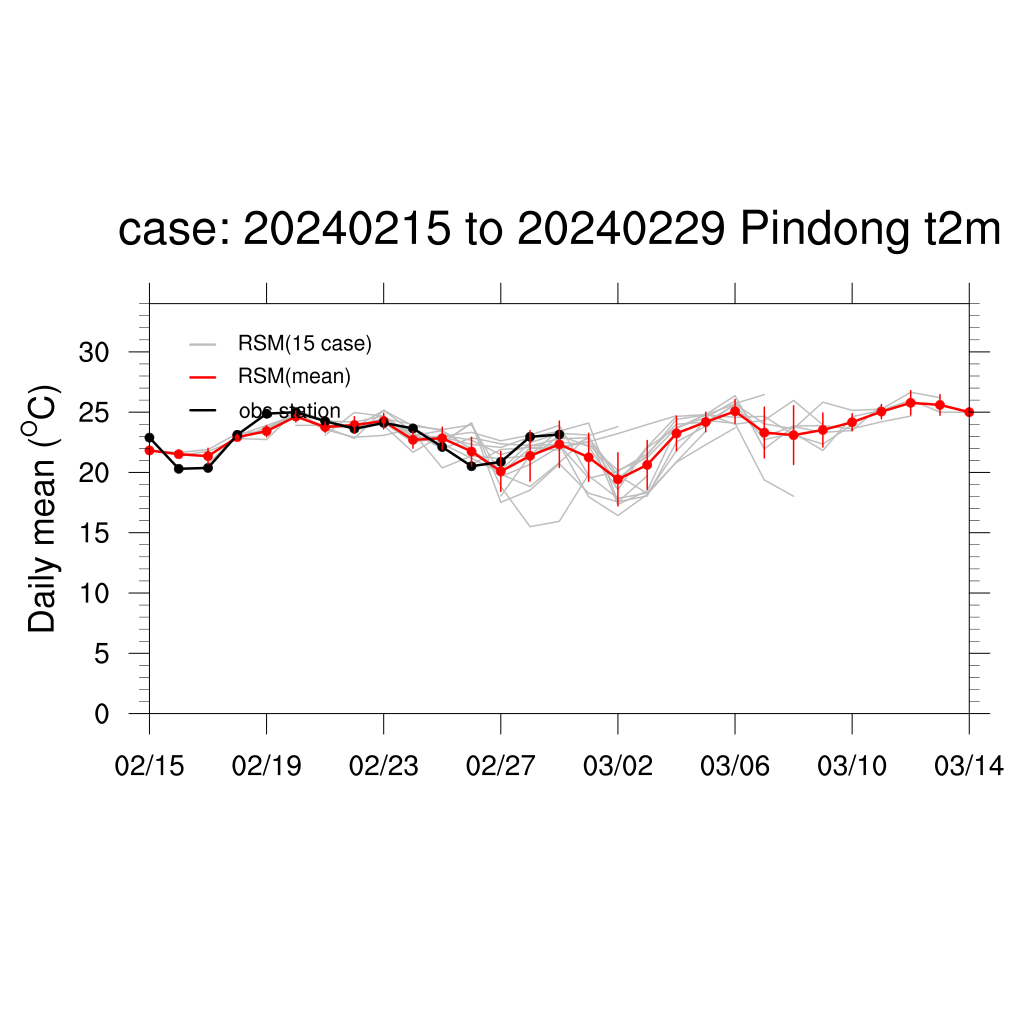 case: 20240215 to 20240229 Pindong t2m
RSM(15 case)
RSM(mean)
obs station
Daily mean (OC)
30
25
20
15
10
5
0
02/15 02/19 02/23 02/27 03/02 03/06 03/10 03/14